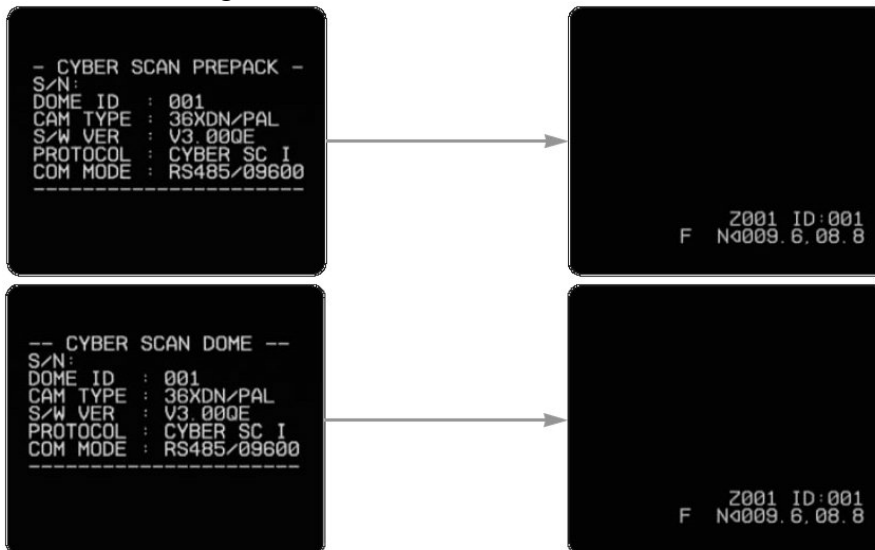 - CYBER SCAN PREPACK -
S/N:
DOME ID : 001
CAM TYPE : 36XDN/PAL
S/W VER : V3.00QE
PROTOCOL : CYBER SC I
COM MODE : RS485/09600
------------------------
Z001 ID:001
F N◁009.6,08.8
-- CYBER SCAN DOME --
S/N:
DOME ID : 001
CAM TYPE : 36XDN/PAL
S/W VER : V3.00QE
PROTOCOL : CYBER SC I
COM MODE : RS485/09600
------------------------
Z001 ID:001
F N◁009.6,08.8